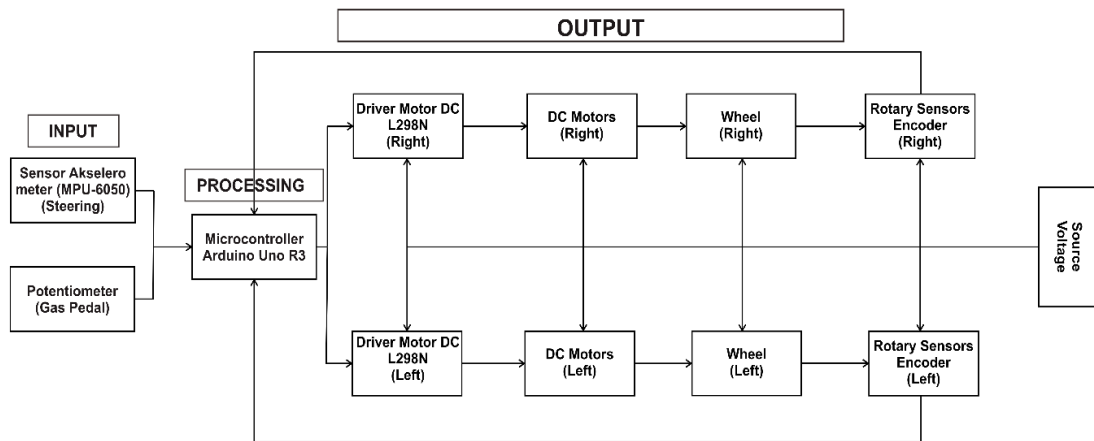 OUTPUT
INPUT
PROCESSING
Sensor Akselero
meter (MPU-6050)
(Steering)
Potentiometer
(Gas Pedal)
Microcontroller
Arduino Uno R3
Driver Motor DC
L298N
(Right)
DC Motors
(Right)
Wheel
(Right)
Rotary Sensors
Encoder
(Right)
Driver Motor DC
L298N
(Left)
DC Motors
(Left)
Wheel
(Left)
Rotary Sensors
Encoder
(Left)
Source
Voltage